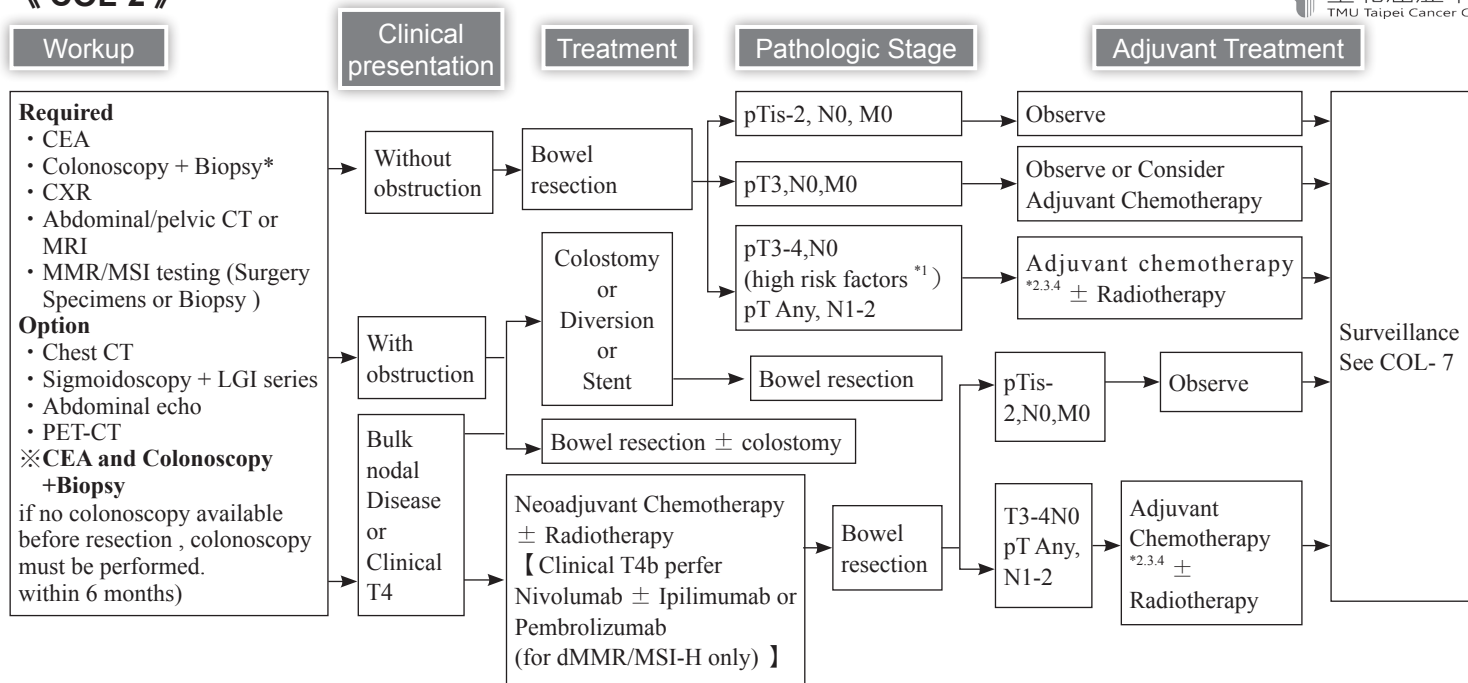 《 COL-2 》
TMU Taipei Cancer C
Workup
Clinical
presentation
Treatment
Pathologic Stage
Adjuvant Treatment
Required
・CEA
・Colonoscopy + Biopsy*
・CXR
・Abdominal/pelvic CT or
MRI
・MMR/MSI testing (Surgery
Specimens or Biopsy )
Option
・Chest CT
・Sigmoidoscopy + LGI series
・Abdominal echo
・PET-CT
※CEA and Colonoscopy
+Biopsy
if no colonoscopy available
before resection , colonoscopy
must be performed.
within 6 months)
Without
obstruction
With
obstruction
Bulk
nodal
Disease
or
Clinical
T4
Bowel
resection
Colostomy
or
Diversion
or
Stent
Bowel resection
Bowel resection ± colostomy
Neoadjuvant Chemotherapy
± Radiotherapy
【 Clinical T4b perfer
Nivolumab ± Ipilimumab or
Pembrolizumab
(for dMMR/MSI-H only) 】
Bowel
resection
pTis-2, N0, M0
pT3,N0,M0
pT3-4,N0
(high risk factors *1 )
pT Any, N1-2
pTis-
2,N0,M0
T3-4N0
pT Any,
N1-2
Observe
Observe or Consider
Adjuvant Chemotherapy
Adjuvant chemotherapy
*2.3.4 ± Radiotherapy
Observe
Adjuvant
Chemotherapy
*2.3.4 ±
Radiotherapy
Surveillance
See COL- 7